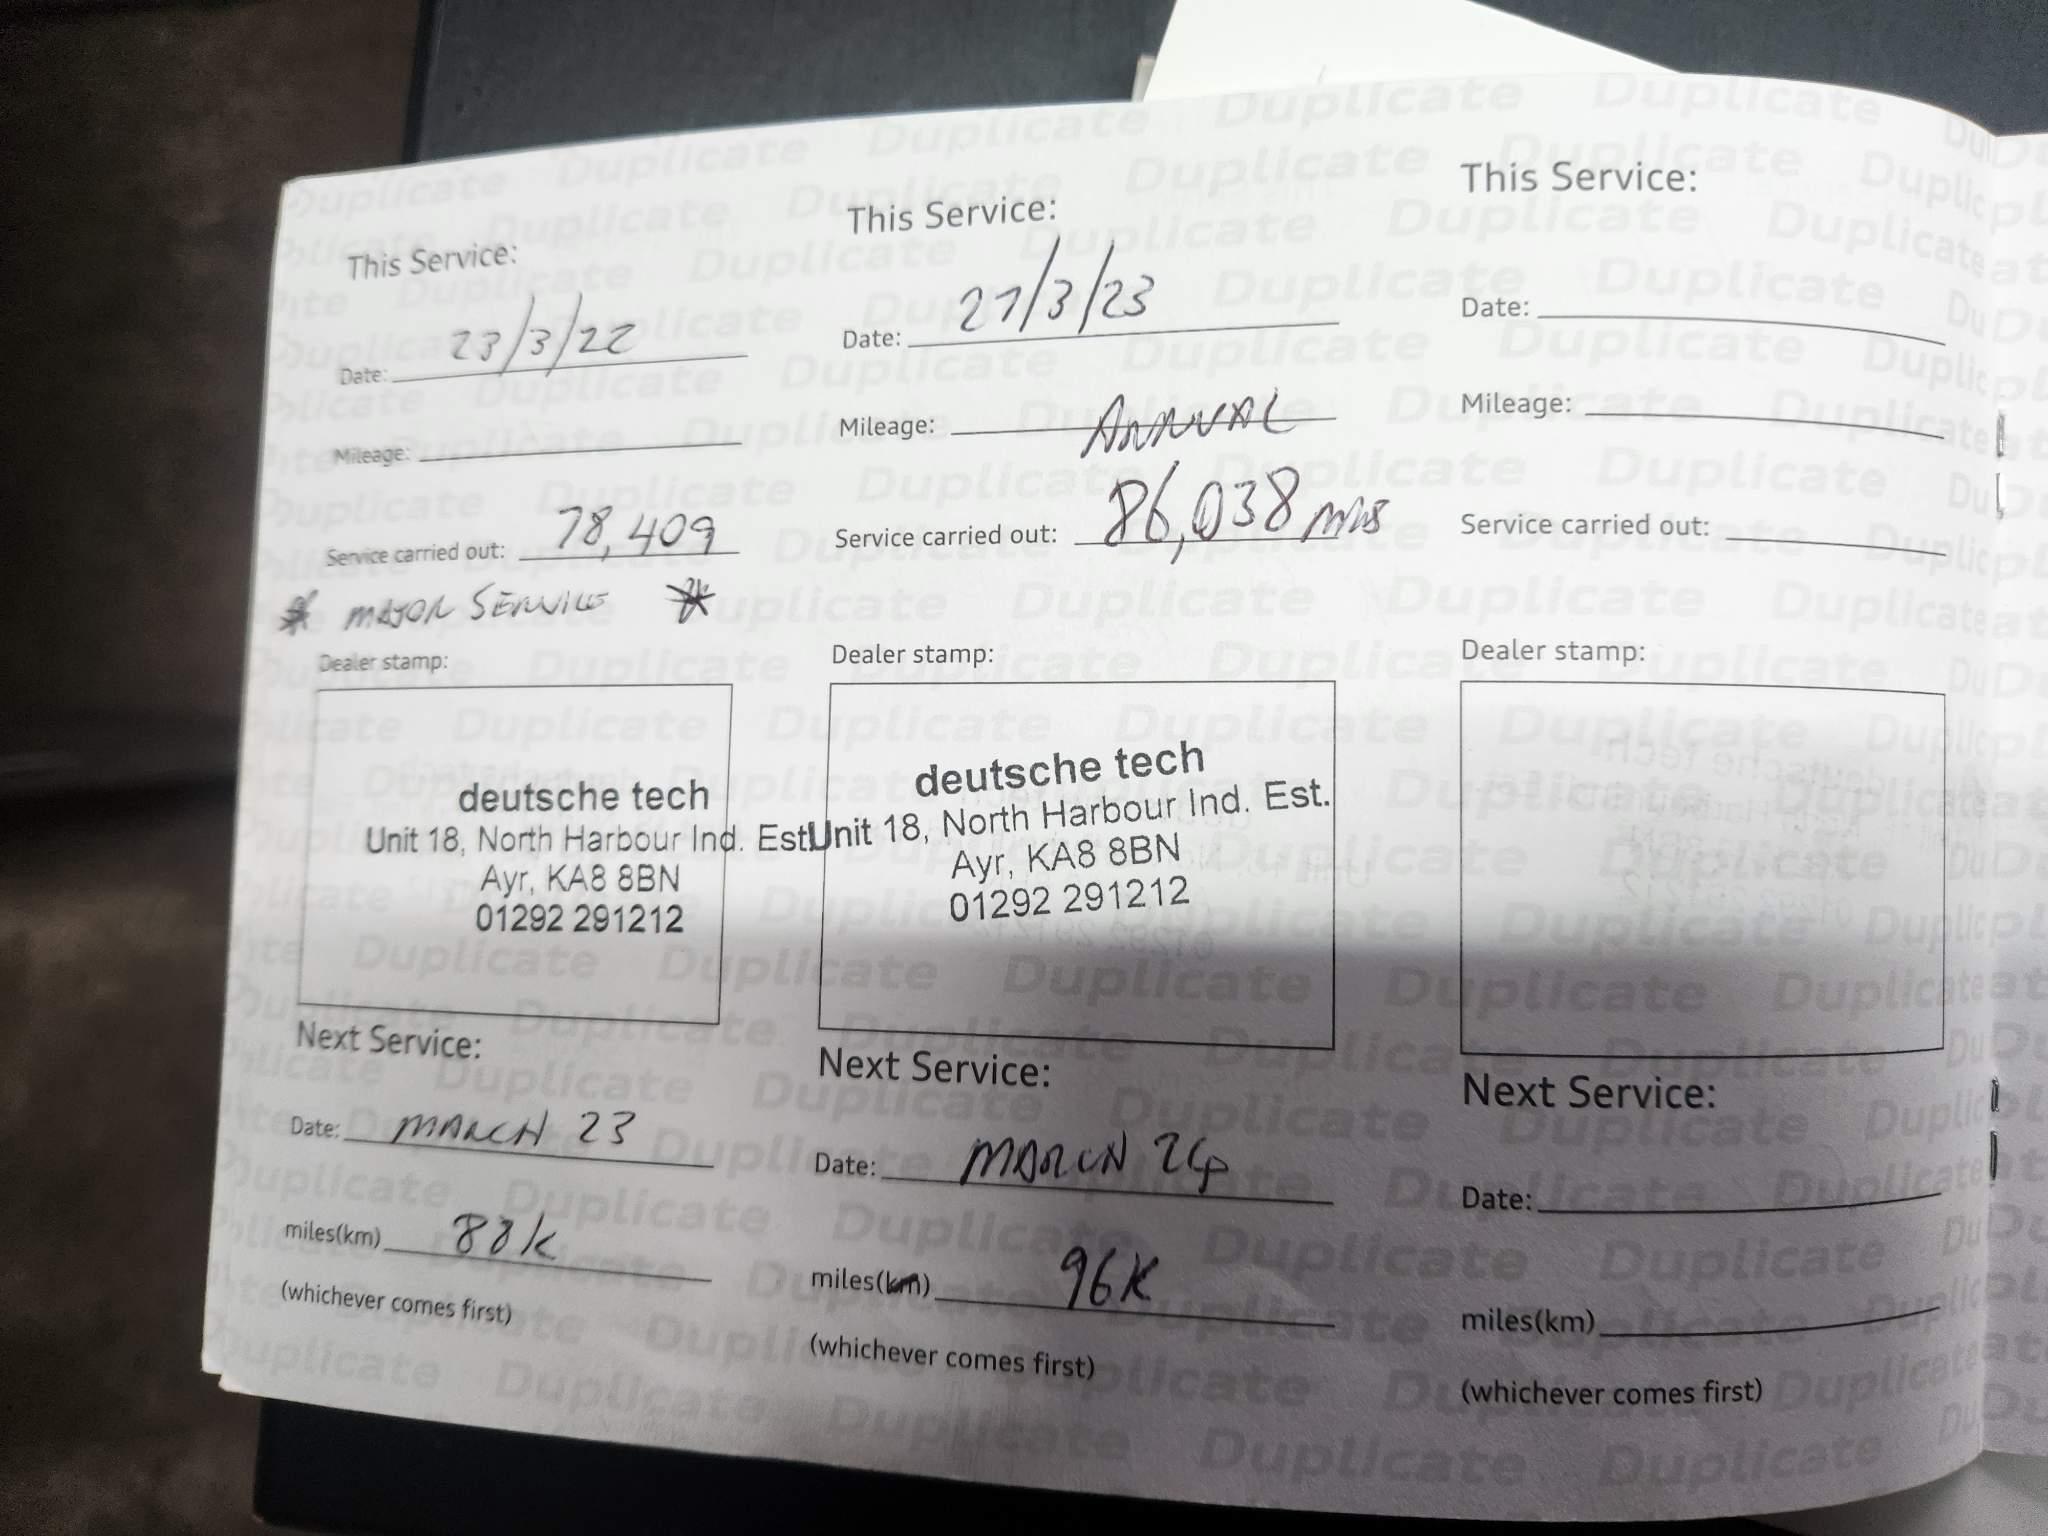 This Service:
Date: 23/3/22
Mileage:
Service carried out: 78,409
* MAJOR SERVICE *
Dealer stamp:
deutsche tech
Unit 18, North Harbour Ind. Est.
Ayr, KA8 8BN
01292 291212
Next Service:
Date: MARCH 23
miles(km) 88k
(whichever comes first)
This Service:
Date: 27/3/23
Mileage: ANNUAL
Service carried out: 86,038 mls
Dealer stamp:
deutsche tech
Unit 18, North Harbour Ind. Est.
Ayr, KA8 8BN
01292 291212
Next Service:
Date: MARCH 24
miles(km) 96K
(whichever comes first)
This Service:
Date:
Mileage:
Service carried out:
Dealer stamp:
Next Service:
Date:
miles(km)
(whichever comes first)